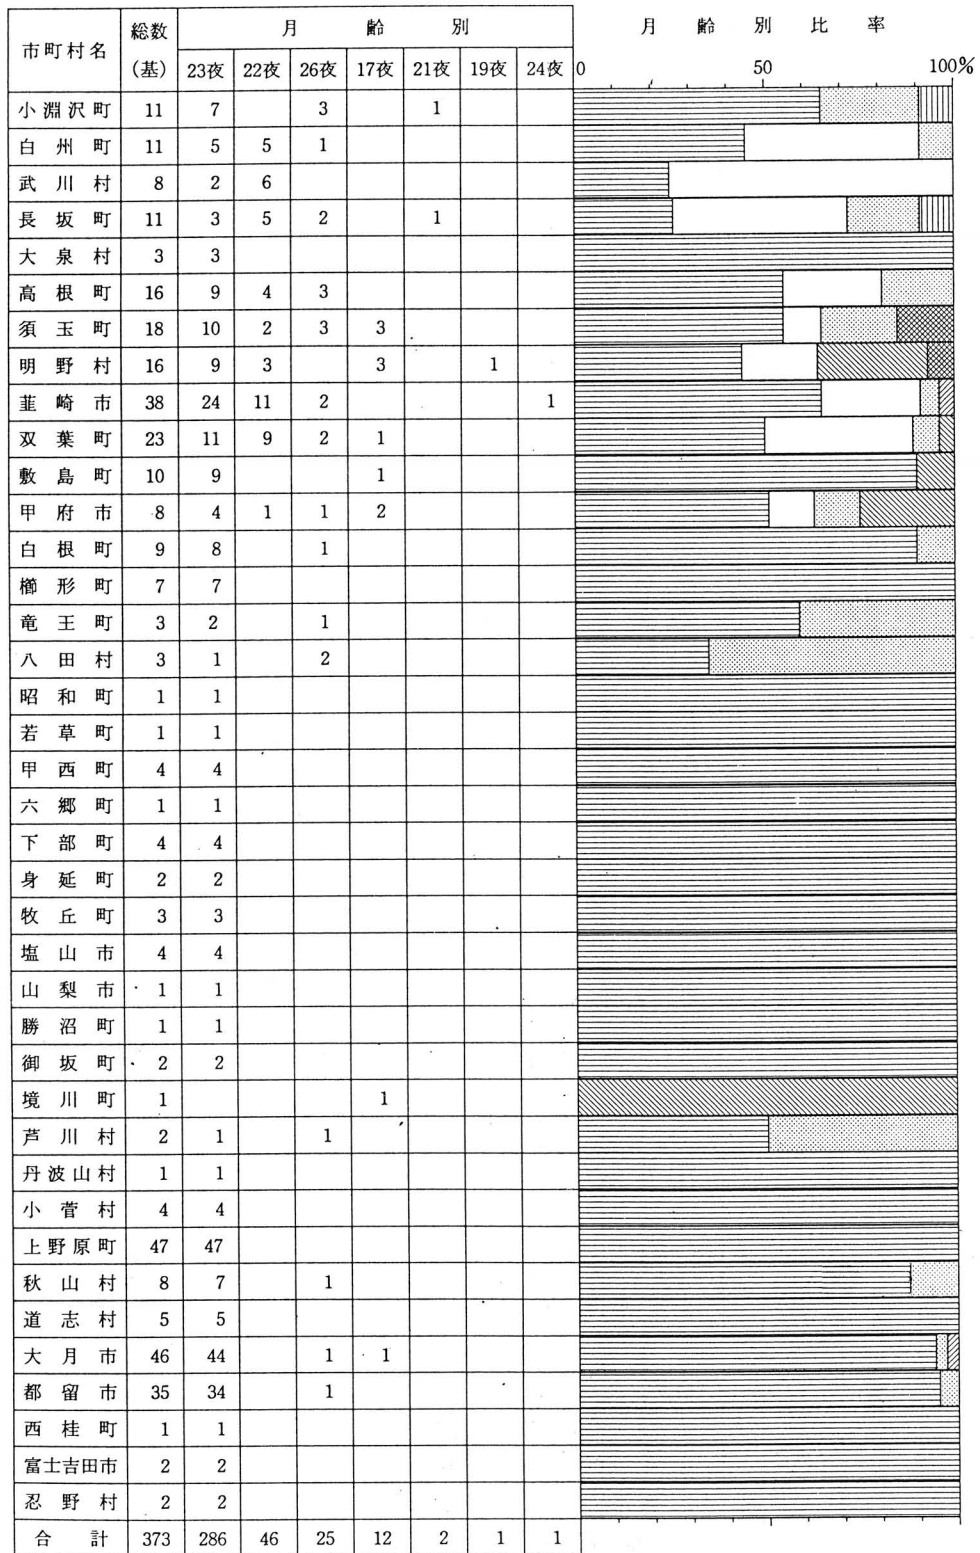 市町村名 総数 月齢別 月齢別比率
(基) 23夜 22夜 26夜 17夜 21夜 19夜 24夜 0 50 100%
小淵沢町 11 7 3 1
白州町 11 5 5 1
武川村 8 2 6
長坂町 11 3 5 2 1
大泉村 3 3
高根町 16 9 4 3
須玉町 18 10 2 3 3
明野村 16 9 3 3 1
韮崎市 38 24 11 2 1
双葉町 23 11 9 2 1
敷島町 10 9 1
甲府市 8 4 1 1 2
白根町 9 8 1
櫛形町 7 7
竜王町 3 2 1
八田村 3 1 2
昭和町 1 1
若草町 1 1
甲西町 4 4
六郷町 1 1
下部町 4 4
身延町 2 2
牧丘町 3 3
塩山市 4 4
山梨市 1 1
勝沼町 1 1
御坂町 2 2
境川町 1 1
芦川村 2 1 1
丹波山村 1 1
小菅村 4 4
上野原町 47 47
秋山村 8 7 1
道志村 5 5
大月市 46 44 1 1
都留市 35 34 1
西桂町 1 1
富士吉田市 2 2
忍野村 2 2
合計 373 286 46 25 12 2 1 1